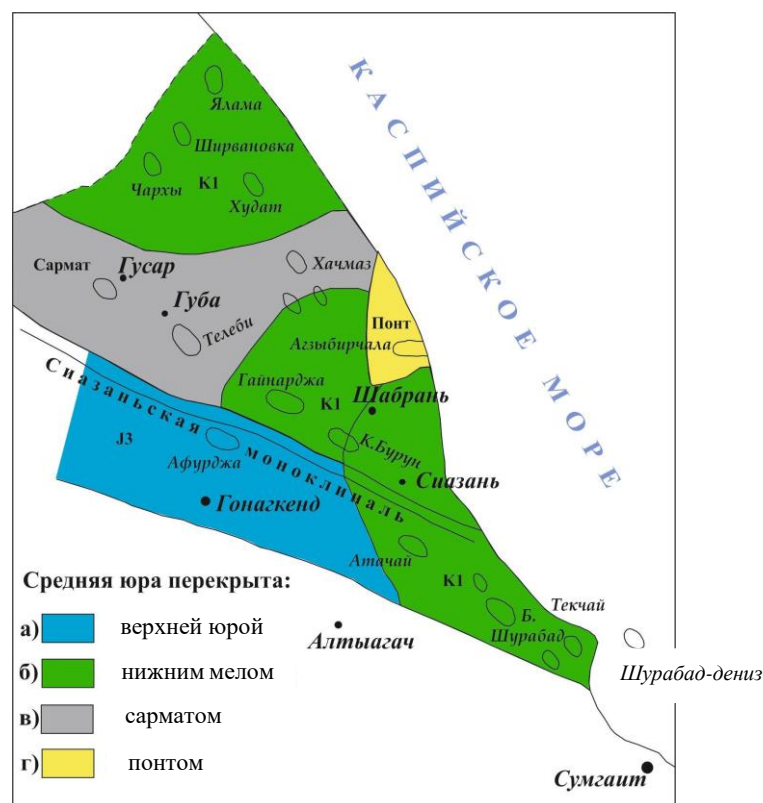 КАСПИЙСКОЕ МОРЕ
Ялама
Ширвановка
Чархы
К1
Худат
Сармат
Гусар
Хачмаз
Губа
Телеби
Понт
Агзыбирчала
Гайнарджа
К1
Шабрань
Сиазаньская моноклиналь
J3
К.Бурун
Афурджа
Сиазань
Гонагкенд
Атачай
К1
Текчай
Б.
Шурабад
Шурабад-дениз
Алтыагач
Сумгаит
Средняя юра перекрыта:
а) верхней юрой
б) нижним мелом
в) сарматом
г) понтом